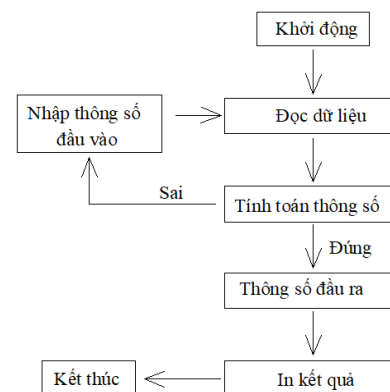 Khởi động
Nhập thông số
đầu vào
Đọc dữ liệu
Sai
Tính toán thông số
Đúng
Thông số đầu ra
Kết thúc
In kết quả